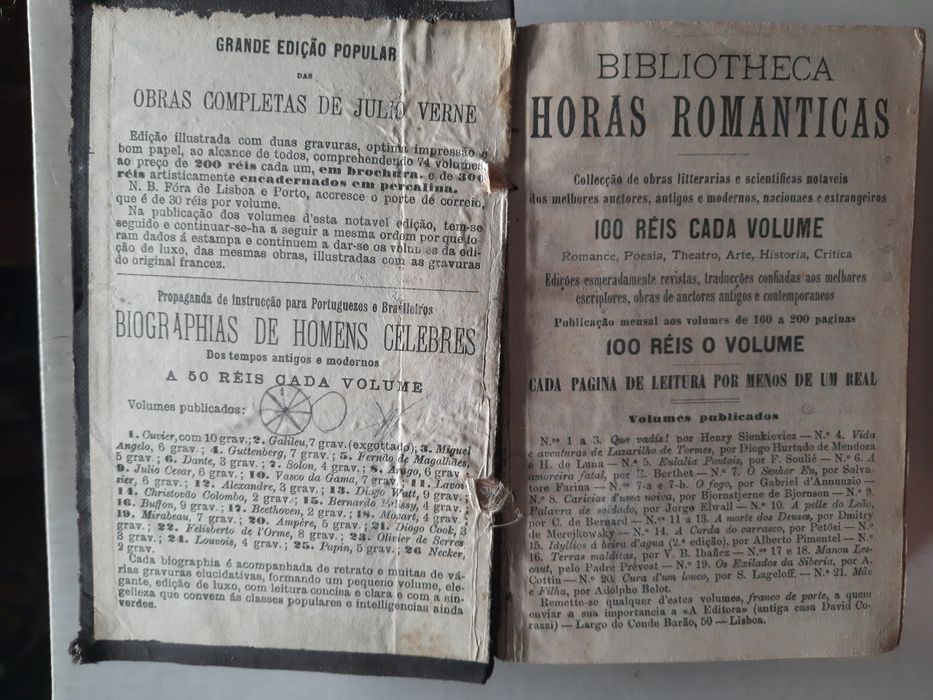 GRANDE EDIÇÃO POPULAR
DAS
OBRAS COMPLETAS DE JULIO VERNE
Edição illustrada com duas gravuras, optima impressão e
bom papel, ao alcance de todos, comprehendendo 74 volumes,
ao preço de 200 réis cada um, em brochura, e de 300
réis artisticamente encadernados em percalina.
N. B. Fóra de Lisboa e Porto, accresce o porte de correio,
que é de 30 réis por volume.
Na publicação dos volumes d'esta notavel edição, tem-se
seguido e continuar-se-ha a seguir a mesma ordem por que fo-
ram dados á estampa e continuem a dar-se os volumes da edi-
ção de luxo, das mesmas obras, illustradas com as gravuras
do original francez.
Propaganda de instrucção para Portuguezes e Brasileiros
BIOGRAPHIAS DE HOMENS CELEBRES
Dos tempos antigos e modernos
A 50 RÉIS CADA VOLUME
Volumes publicados:
1. Cuvier, com 10 grav.; 2. Galileu, 7 grav. (exgottado); 3. Miguel
Angelo, 6 grav.; 4. Guttenberg, 7 grav.; 5. Fernão de Magalhães,
5 grav.; 6. Dante, 3 grav.; 7. Solon, 4 grav.; 8. Arago, 6 grav.;
9. Julio Cesar, 6 grav.; 10. Vasco da Gama, 7 grav.; 11. Lavoi-
sier, 6 grav.; 12. Alexandre, 3 grav.; 13. Diogo Watt, 9 grav.;
14. Christovão Colombo, 2 grav.; 15. Bernardo Palissy, 4 grav.;
16. Buffon, 9 grav.; 17. Beethoven, 2 grav.; 18. Mozart, 4 grav.;
19. Mirabeau, 7 grav.; 20. Ampère, 5 grav.; 21. Diogo Cook, 3
grav.; 22. Felisberto de l'Orme, 8 grav.; 23. Olivier de Serres
3 grav.; 24. Louvois, 4 grav.; 25. Papin, 5 grav.; 26 Necker,
2 grav.
Cada biographia é acompanhada de retrato e muitas de vá-
rias gravuras elucidativas, formando um pequeno volume, ele-
gante, edição de luxo, com leitura concisa e clara e com a sin-
gelleza que convem ás classes populares e intelligencias ainda
verdes.
BIBLIOTHECA
HORAS ROMANTICAS
Collecção de obras litterarias e scientificas notaveis
dos melhores auctores, antigos e modernos, nacionaes e extrangeiros
100 RÉIS CADA VOLUME
Romance, Poesia, Theatro, Arte, Historia, Critica
Edições esmeradamente revistas, traducções confiadas aos melhores
escriptores, obras de auctores antigos e contemporaneos
Publicação mensal aos volumes de 160 a 200 paginas
100 RÉIS O VOLUME
CADA PAGINA DE LEITURA POR MENOS DE UM REAL
Volumes publicados
N.os 1 a 3. Quo vadis! por Henry Sienkievicz — N.º 4. Vida
e aventuras de Lazarilho de Tormes, por Diogo Hurtado de Mendoza
e H. de Luna — N.º 5. Eulalia Pontois, por F. Soulié — N.º 6. A
amoreira fatal, por E. Berthet — N.º 7. O Senhor Eu, por Salva-
tore Farina — N.os 7-a e 7-b. O fogo, por Gabriel d'Annunzio —
N.º 8. Caricias d'uma noiva, por Bjornstjerne de Bjornson — N.º 9.
Palavra de soldado, por Jorge Elwall — N.º 10. A pelle do Leão,
por C. de Bernard — N.os 11 a 13. A morte dos Deuses, por Dmitry
de Merejkowsky — N.º 14. A Corda do carrasco, por Petöai — N.º
15. Idyllios á beira d'agua (2.ª edição), por Alberto Pimentel — N.º
16. Terras malditas, por V. B. Ibañez — N.os 17 e 18. Manon Les-
caut, pelo Padre Prévost — N.º 19. Os Exilados da Siberia, por A.
Cottin — N.º 20. Cura d'um louco, por S. Lageloff. — N.º 21. Mãe
e Filha, por Adolpho Belot.
Remette-se qualquer d'estes volumes, franco de porte, a quem
enviar a sua importancia a «A Editora» (antiga casa David Co-
razzi) — Largo do Conde Barão, 50 — Lisboa.